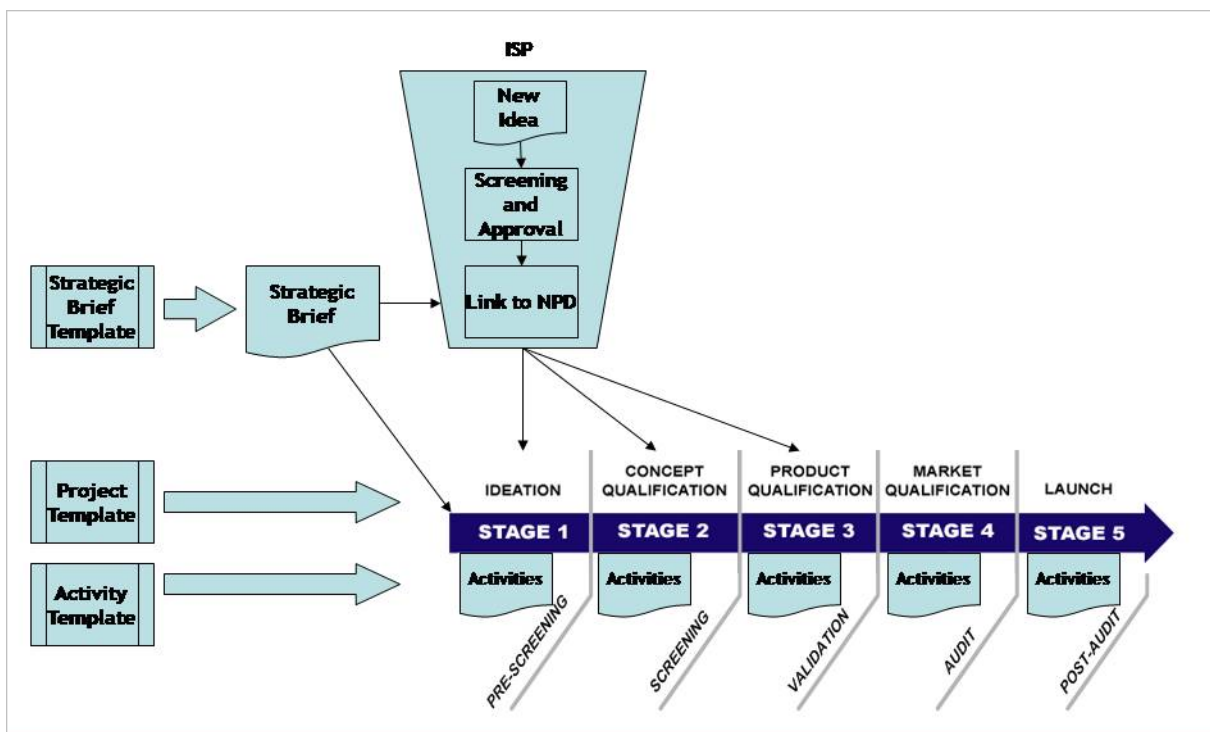 ISP
New
Idea
Screening
and
Approval
Link to NPD
Strategic
Brief
Template
Strategic
Brief
Project
Template
Activity
Template
IDEATION
CONCEPT
QUALIFICATION
PRODUCT
QUALIFICATION
MARKET
QUALIFICATION
LAUNCH
STAGE 1
STAGE 2
STAGE 3
STAGE 4
STAGE 5
Activities
Activities
Activities
Activities
Activities
PRE-SCREENING
SCREENING
VALIDATION
AUDIT
POST-AUDIT